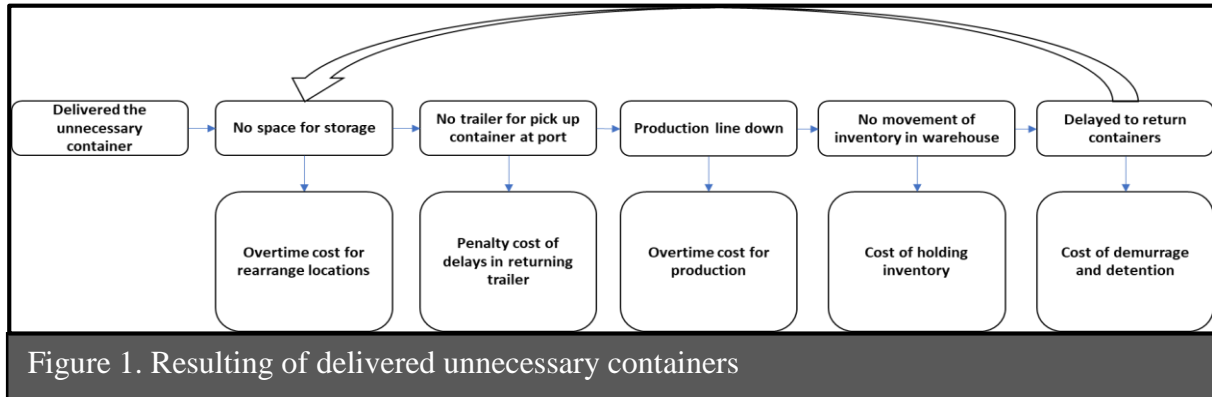 Delivered the
unnecessary
container
No space for storage
No trailer for pick up
container at port
Production line down
No movement of
inventory in warehouse
Delayed to return
containers
Overtime cost for
rearrange locations
Penalty cost of
delays in returning
trailer
Overtime cost for
production
Cost of holding
inventory
Cost of demurrage
and detention
Figure 1. Resulting of delivered unnecessary containers